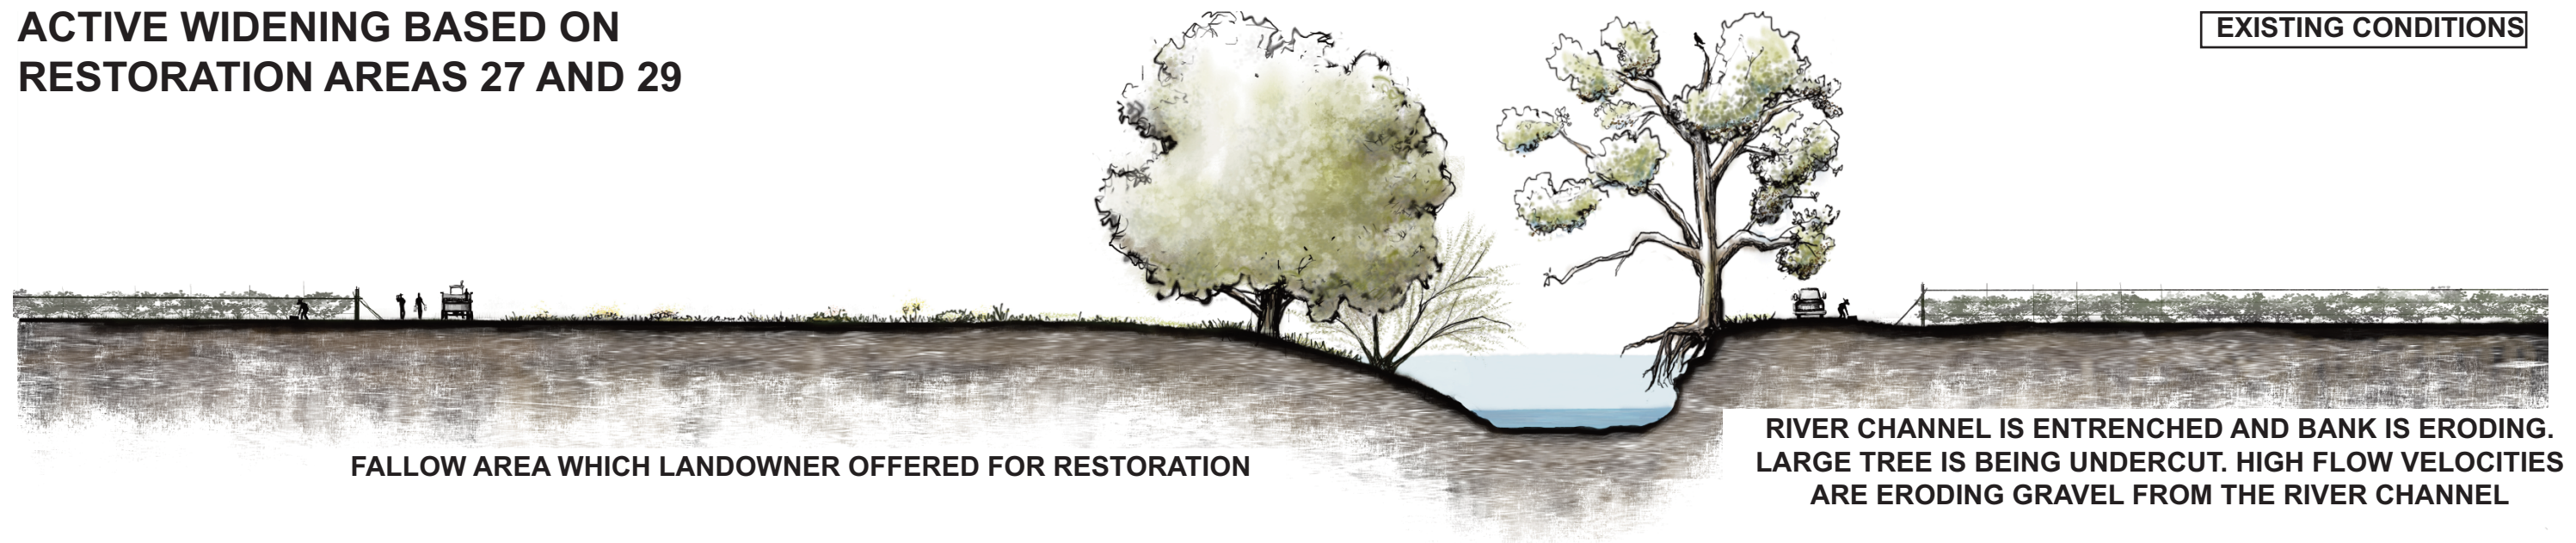 ACTIVE WIDENING BASED ON
RESTORATION AREAS 27 AND 29
EXISTING CONDITIONS
FALLOW AREA WHICH LANDOWNER OFFERED FOR RESTORATION
RIVER CHANNEL IS ENTRENCHED AND BANK IS ERODING.
LARGE TREE IS BEING UNDERCUT. HIGH FLOW VELOCITIES
ARE ERODING GRAVEL FROM THE RIVER CHANNEL